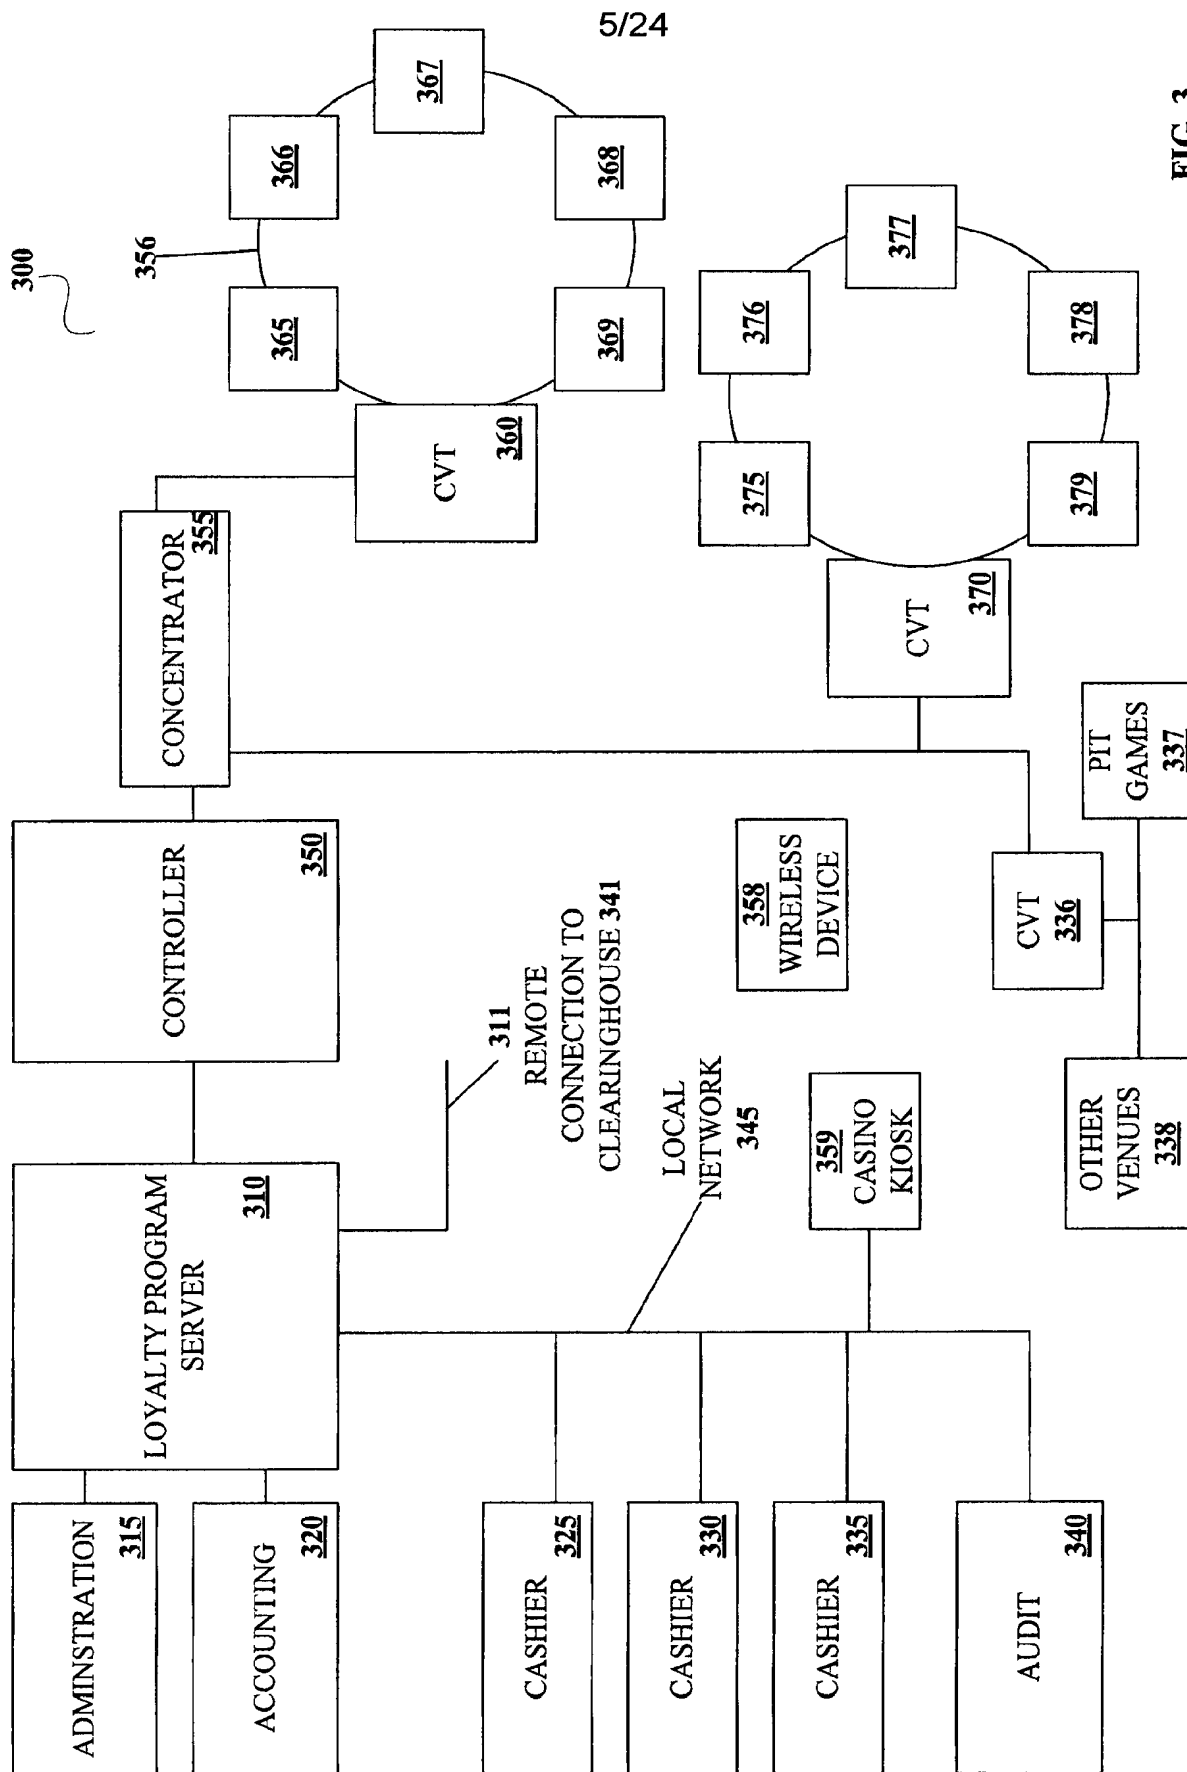 5/24
300
356
365
366
367
368
369
CVT
360
CONCENTRATOR
355
375
376
377
378
379
CVT
370
CONTROLLER
350
LOYALTY PROGRAM
SERVER
310
311
REMOTE
CONNECTION TO
CLEARINGHOUSE 341
LOCAL
NETWORK
345
358
WIRELESS
DEVICE
359
CASINO
KIOSK
CVT
336
PIT
GAMES
337
OTHER
VENUES
338
ADMINSTRATION
315
ACCOUNTING
320
CASHIER
325
CASHIER
330
CASHIER
335
AUDIT
340
FIG. 3